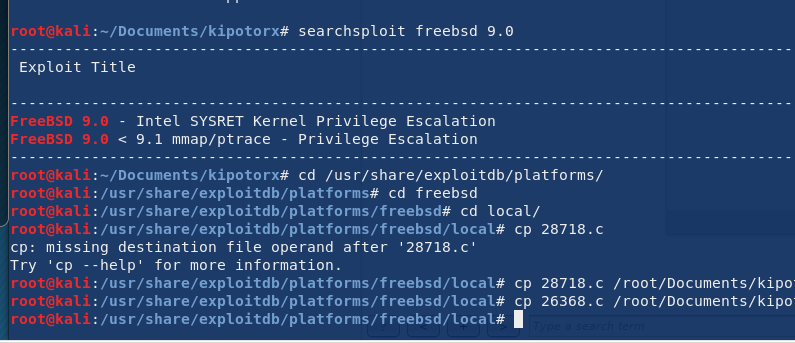 root@kali:~/Documents/kipotorx# searchsploit freebsd 9.0
--------------------------------------------------------------------------------------------
Exploit Title
--------------------------------------------------------------------------------------------
FreeBSD 9.0 - Intel SYSRET Kernel Privilege Escalation
FreeBSD 9.0 < 9.1 mmap/ptrace - Privilege Escalation
--------------------------------------------------------------------------------------------
root@kali:~/Documents/kipotorx# cd /usr/share/exploitdb/platforms/
root@kali:/usr/share/exploitdb/platforms# cd freebsd
root@kali:/usr/share/exploitdb/platforms/freebsd# cd local/
root@kali:/usr/share/exploitdb/platforms/freebsd/local# cp 28718.c
cp: missing destination file operand after '28718.c'
Try 'cp --help' for more information.
root@kali:/usr/share/exploitdb/platforms/freebsd/local# cp 28718.c /root/Documents/kipot
root@kali:/usr/share/exploitdb/platforms/freebsd/local# cp 26368.c /root/Documents/kipot
root@kali:/usr/share/exploitdb/platforms/freebsd/local#
Type a search term